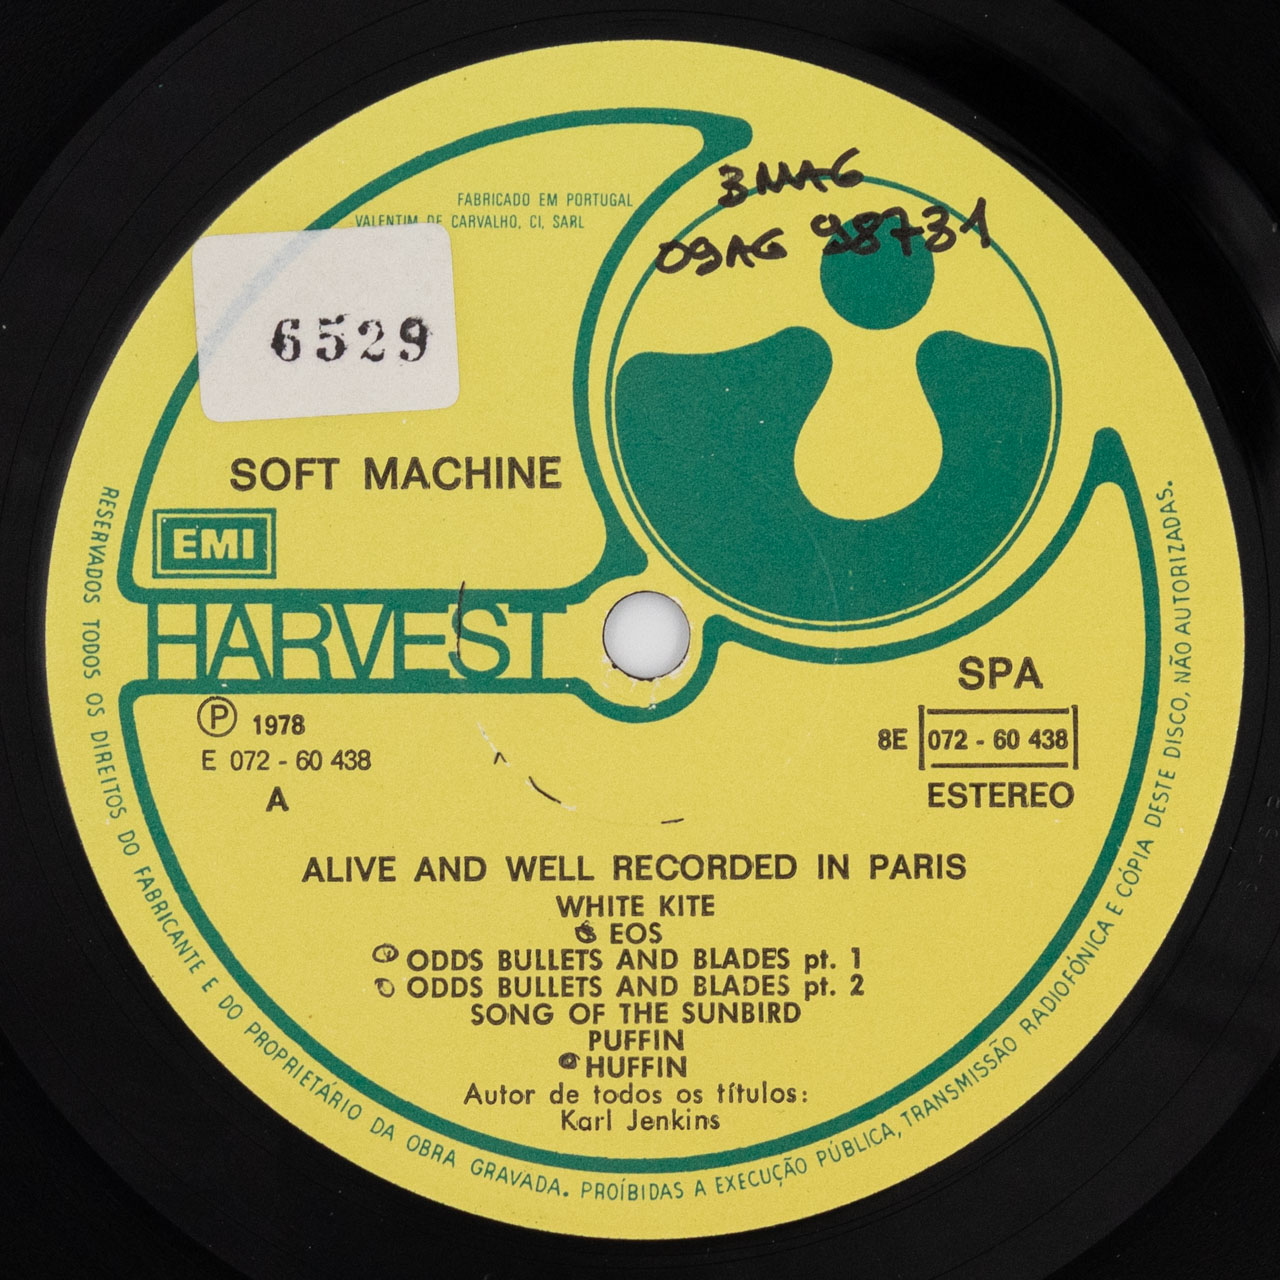 3 MAG
09AG 98731
FABRICADO EM PORTUGAL
VALENTIM DE CARVALHO, CI, SARL
6529
SOFT MACHINE
EMI
HARVEST
Ⓟ 1978
E 072 - 60 438
A
SPA
8E 072 - 60 438
ESTEREO
ALIVE AND WELL RECORDED IN PARIS
WHITE KITE
EOS
ODDS BULLETS AND BLADES pt. 1
ODDS BULLETS AND BLADES pt. 2
SONG OF THE SUNBIRD
PUFFIN
HUFFIN
Autor de todos os títulos:
Karl Jenkins
RESERVADOS TODOS OS DIREITOS DO FABRICANTE E DO PROPRIETÁRIO DA OBRA GRAVADA. PROÍBIDAS A EXECUÇÃO PÚBLICA, TRANSMISSÃO RADIOFÓNICA E CÓPIA DESTE DISCO, NÃO AUTORIZADAS.